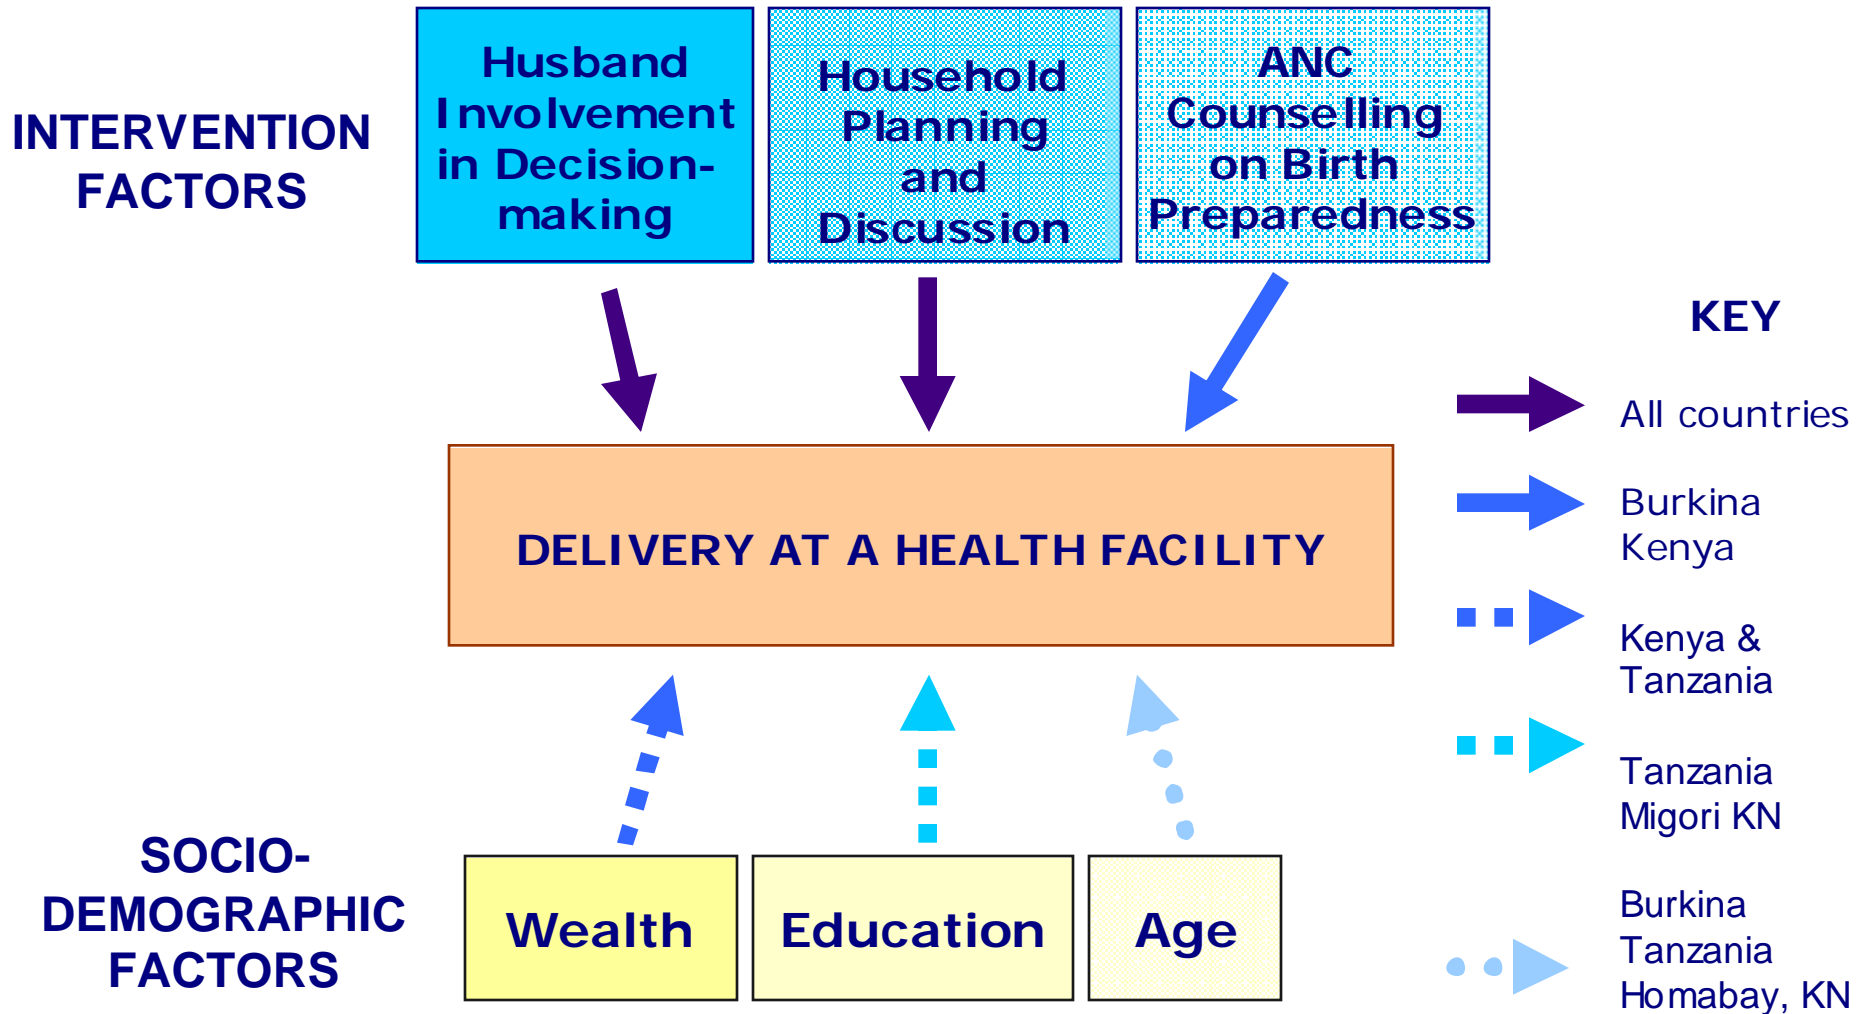 INTERVENTION
FACTORS
Husband
Involvement
in Decision-
making
Household
Planning
and
Discussion
ANC
Counselling
on Birth
Preparedness
KEY
All countries
Burkina
Kenya
Kenya &
Tanzania
Tanzania
Migori KN
Burkina
Tanzania
Homabay, KN
DELIVERY AT A HEALTH FACILITY
SOCIO-
DEMOGRAPHIC
FACTORS
Wealth
Education
Age